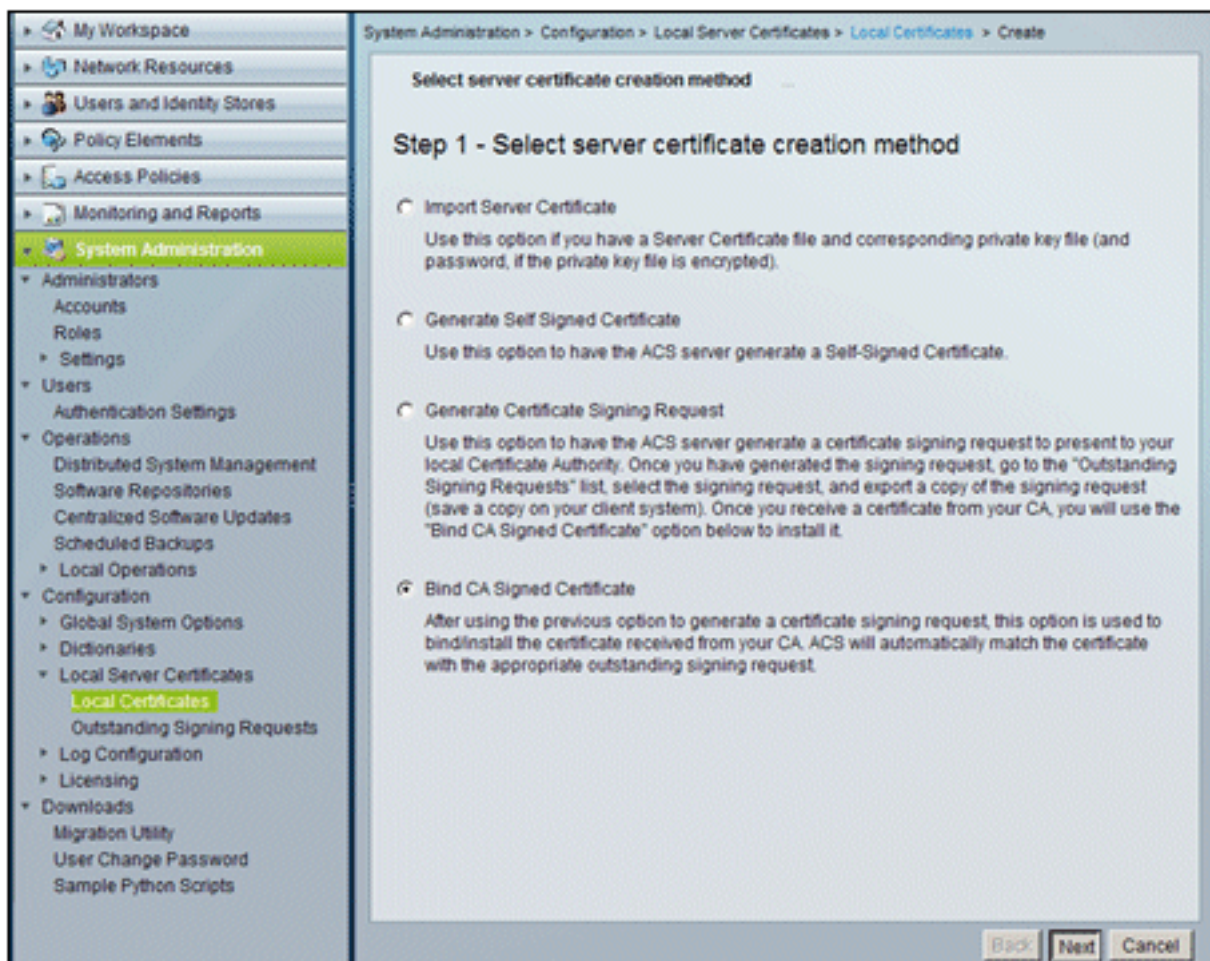 My Workspace
Network Resources
Users and Identity Stores
Policy Elements
Access Policies
Monitoring and Reports
System Administration
Administrators
Accounts
Roles
Settings
Users
Authentication Settings
Operations
Distributed System Management
Software Repositories
Centralized Software Updates
Scheduled Backups
Local Operations
Configuration
Global System Options
Dictionaries
Local Server Certificates
Local Certificates
Outstanding Signing Requests
Log Configuration
Licensing
Downloads
Migration Utility
User Change Password
Sample Python Scripts
System Administration > Configuration > Local Server Certificates > Local Certificates > Create
Select server certificate creation method
Step 1 - Select server certificate creation method
Import Server Certificate
Use this option if you have a Server Certificate file and corresponding private key file (and
password, if the private key file is encrypted).
Generate Self Signed Certificate
Use this option to have the ACS server generate a Self-Signed Certificate.
Generate Certificate Signing Request
Use this option to have the ACS server generate a certificate signing request to present to your
local Certificate Authority. Once you have generated the signing request, go to the "Outstanding
Signing Requests" list, select the signing request, and export a copy of the signing request
(save a copy on your client system). Once you receive a certificate from your CA, you will use the
"Bind CA Signed Certificate" option below to install it.
Bind CA Signed Certificate
After using the previous option to generate a certificate signing request, this option is used to
bind/install the certificate received from your CA. ACS will automatically match the certificate
with the appropriate outstanding signing request.
Back Next Cancel